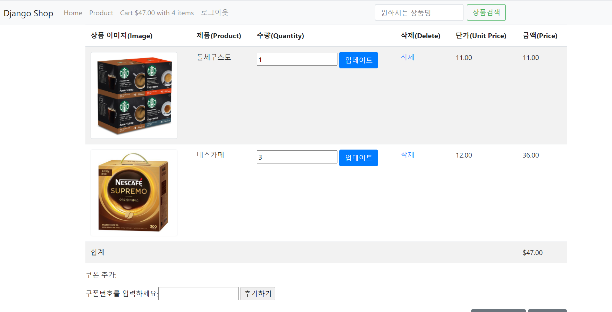 Django Shop Home Product Cart $47.00 with 4 items 로그아웃 원하시는 상품명 상품검색
상품 이미지(Image) 제품(Product) 수량(Quantity) 삭제(Delete) 단가(Unit Price) 금액(Price)
돌체구스토 1 업데이트 삭제 11.00 11.00
네스카페 3 업데이트 삭제 12.00 36.00
NESCAFÉ
SUPREMO
합계 $47.00
쿠폰 추가:
쿠폰번호를 입력하세요: 추가하기